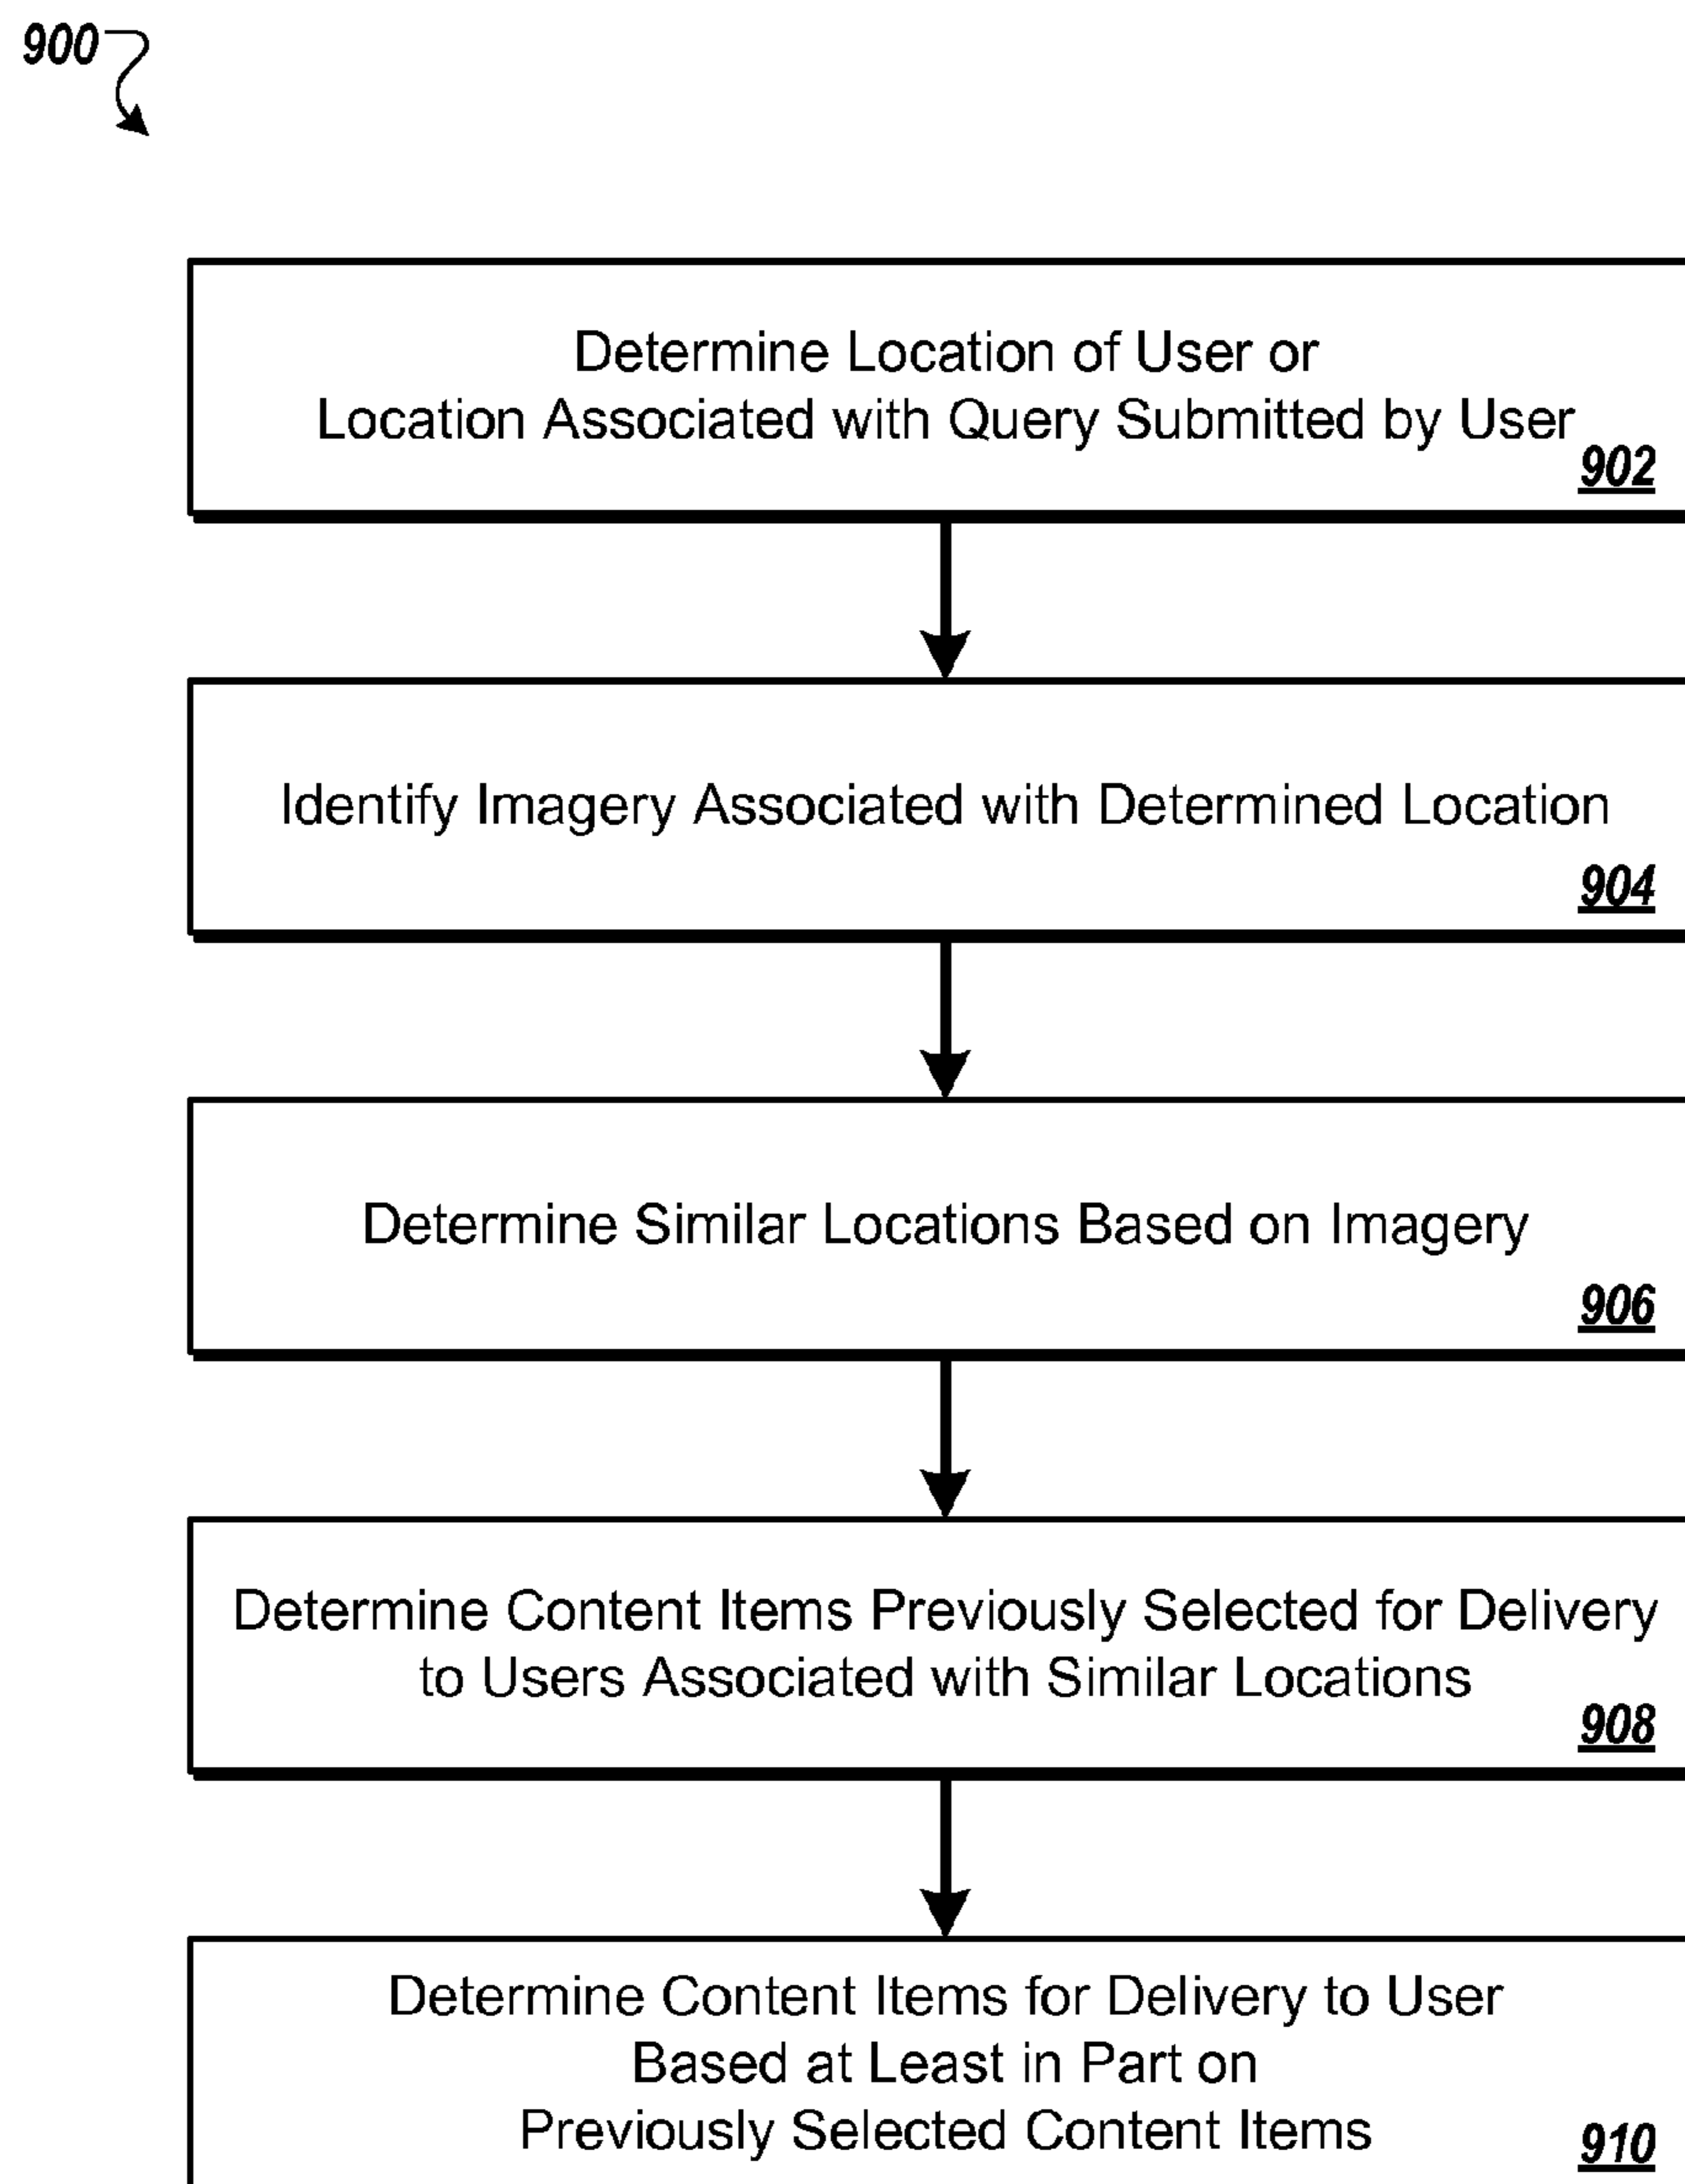 900
Determine Location of User or
Location Associated with Query Submitted by User
902
Identify Imagery Associated with Determined Location
904
Determine Similar Locations Based on Imagery
906
Determine Content Items Previously Selected for Delivery
to Users Associated with Similar Locations
908
Determine Content Items for Delivery to User
Based at Least in Part on
Previously Selected Content Items
910